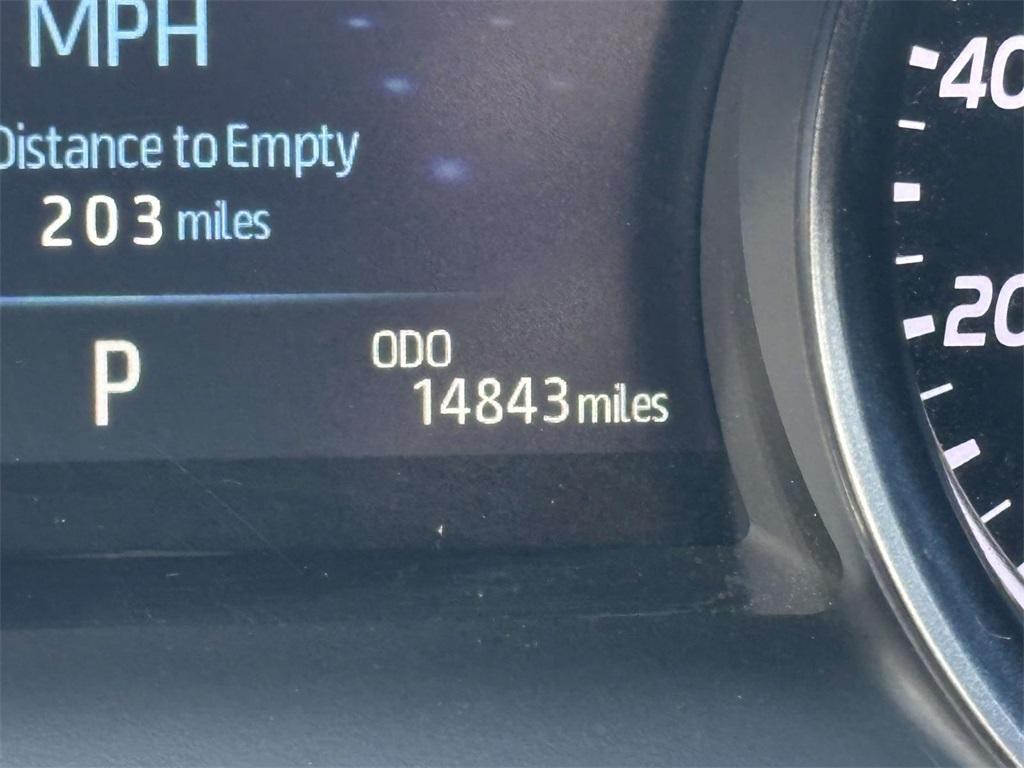 MPH
Distance to Empty
203 miles
P
ODO
14843 miles
40
20